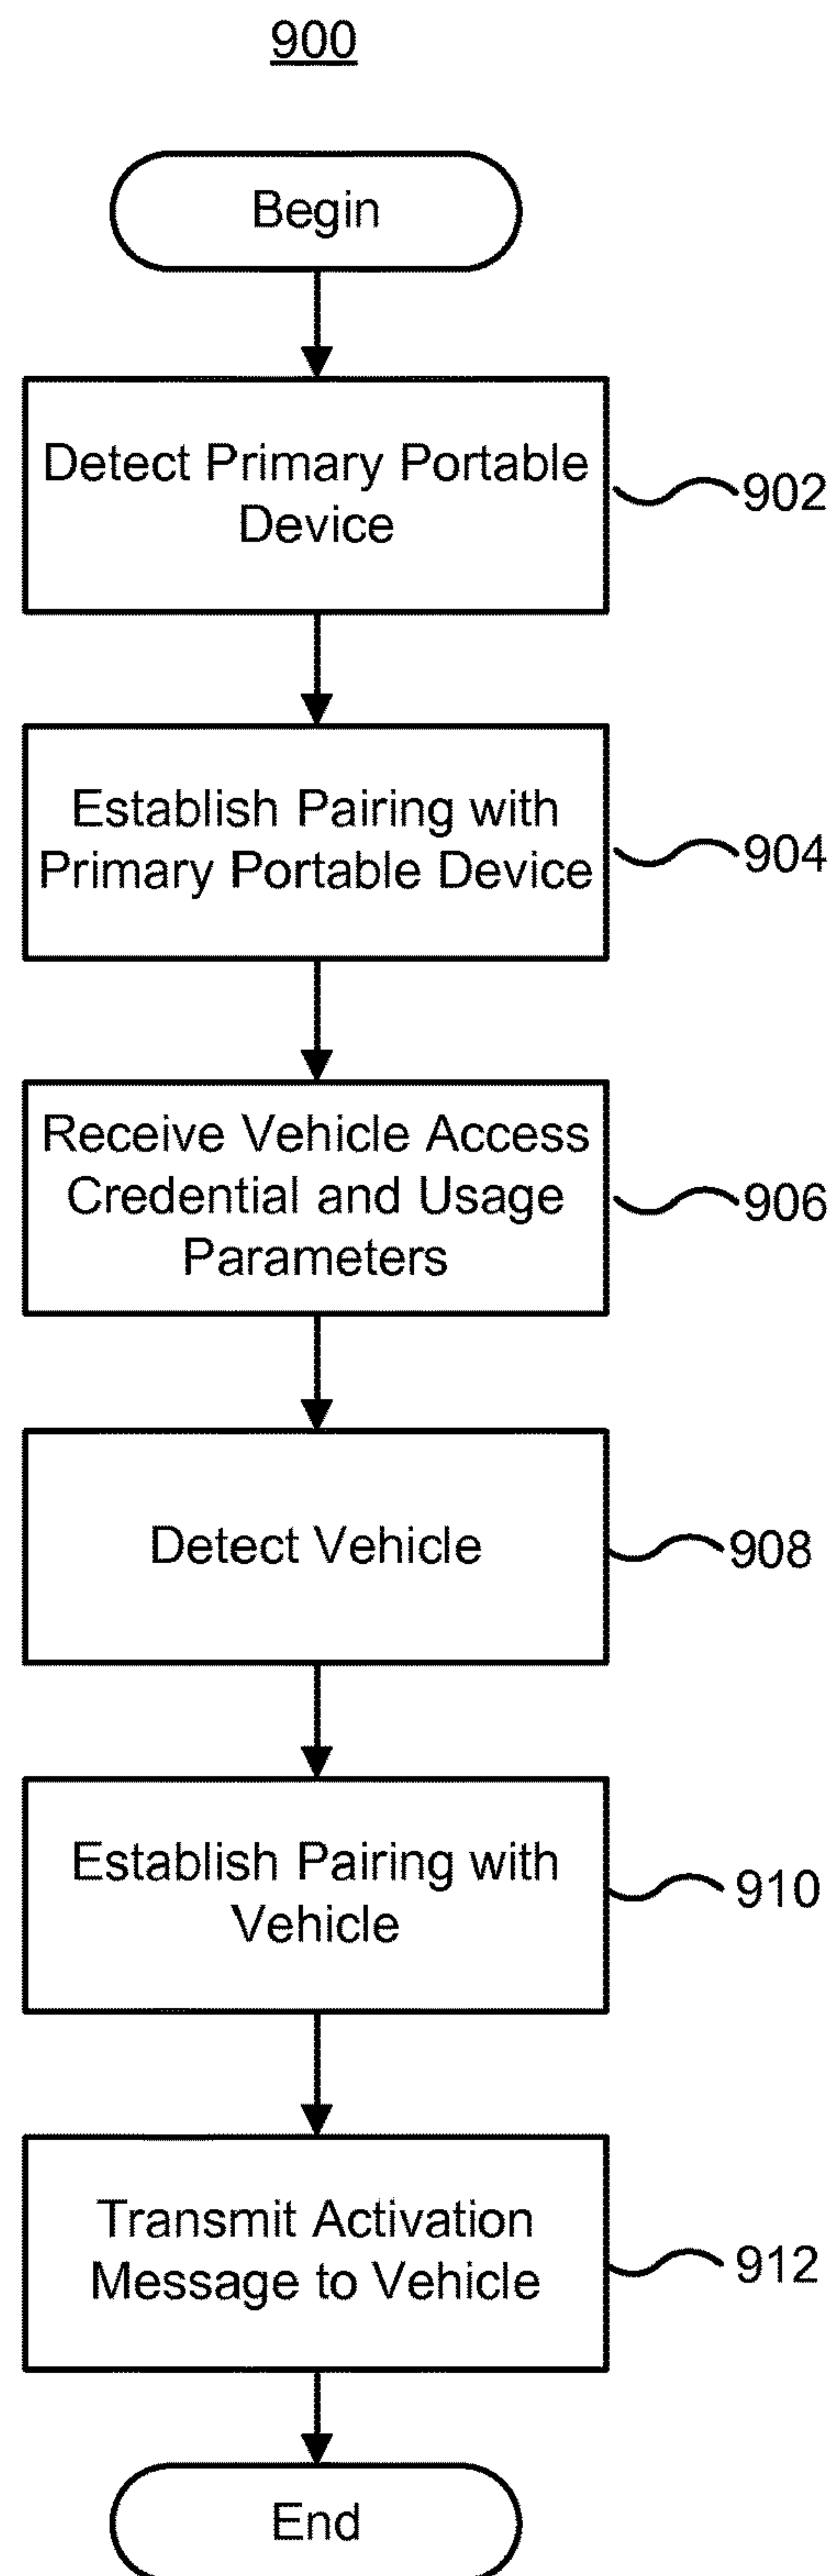 900
Begin
Detect Primary Portable
Device
902
Establish Pairing with
Primary Portable Device
904
Receive Vehicle Access
Credential and Usage
Parameters
906
Detect Vehicle
908
Establish Pairing with
Vehicle
910
Transmit Activation
Message to Vehicle
912
End